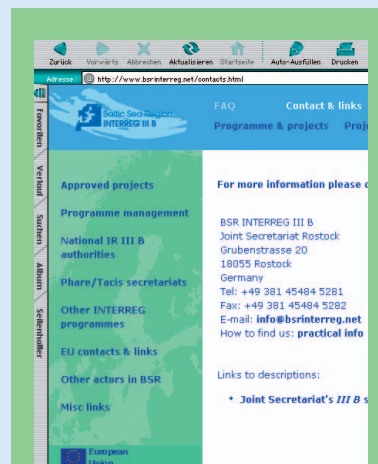 Zurück Vorwärts Abbrechen Aktualisieren Startseite Auto-Ausfüllen Drucken
Adresse: http://www.bsrinterreg.net/contacts.html
Favoriten
Verlauf
Suchen
Album
Seitenhalter
Baltic Sea Region
INTERREG III B
FAQ Contact & links
Programme & projects Proj
Approved projects
Programme management
National IR III B
authorities
Phare/Tacis secretariats
Other INTERREG
programmes
EU contacts & links
Other actors in BSR
Misc links
European
Union
For more information please c
BSR INTERREG III B
Joint Secretariat Rostock
Grubenstrasse 20
18055 Rostock
Germany
Tel: +49 381 45484 5281
Fax: +49 381 45484 5282
E-mail: info@bsrinterreg.net
How to find us: practical info
Links to descriptions:
• Joint Secretariat's III B s